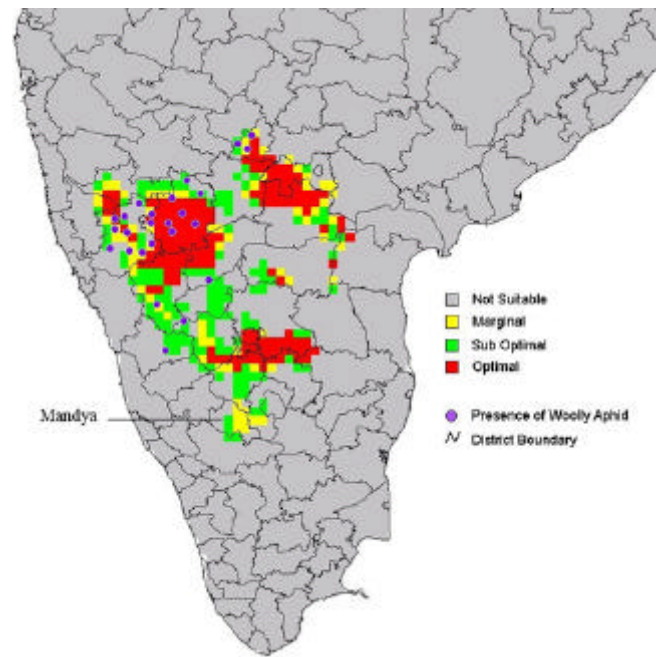 Not Suitable
Marginal
Sub Optimal
Optimal
Mandya
Presence of Woolly Aphid
District Boundary